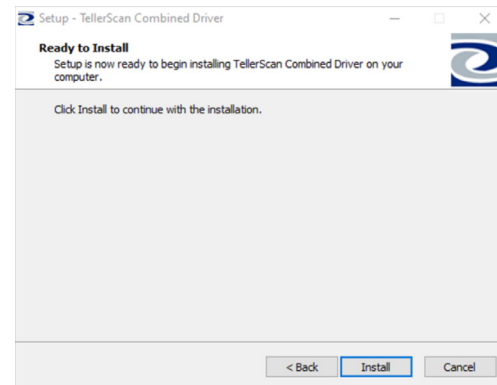 Setup - TellerScan Combined Driver
Ready to Install
Setup is now ready to begin installing TellerScan Combined Driver on your
computer.
Click Install to continue with the installation.
< Back Install Cancel